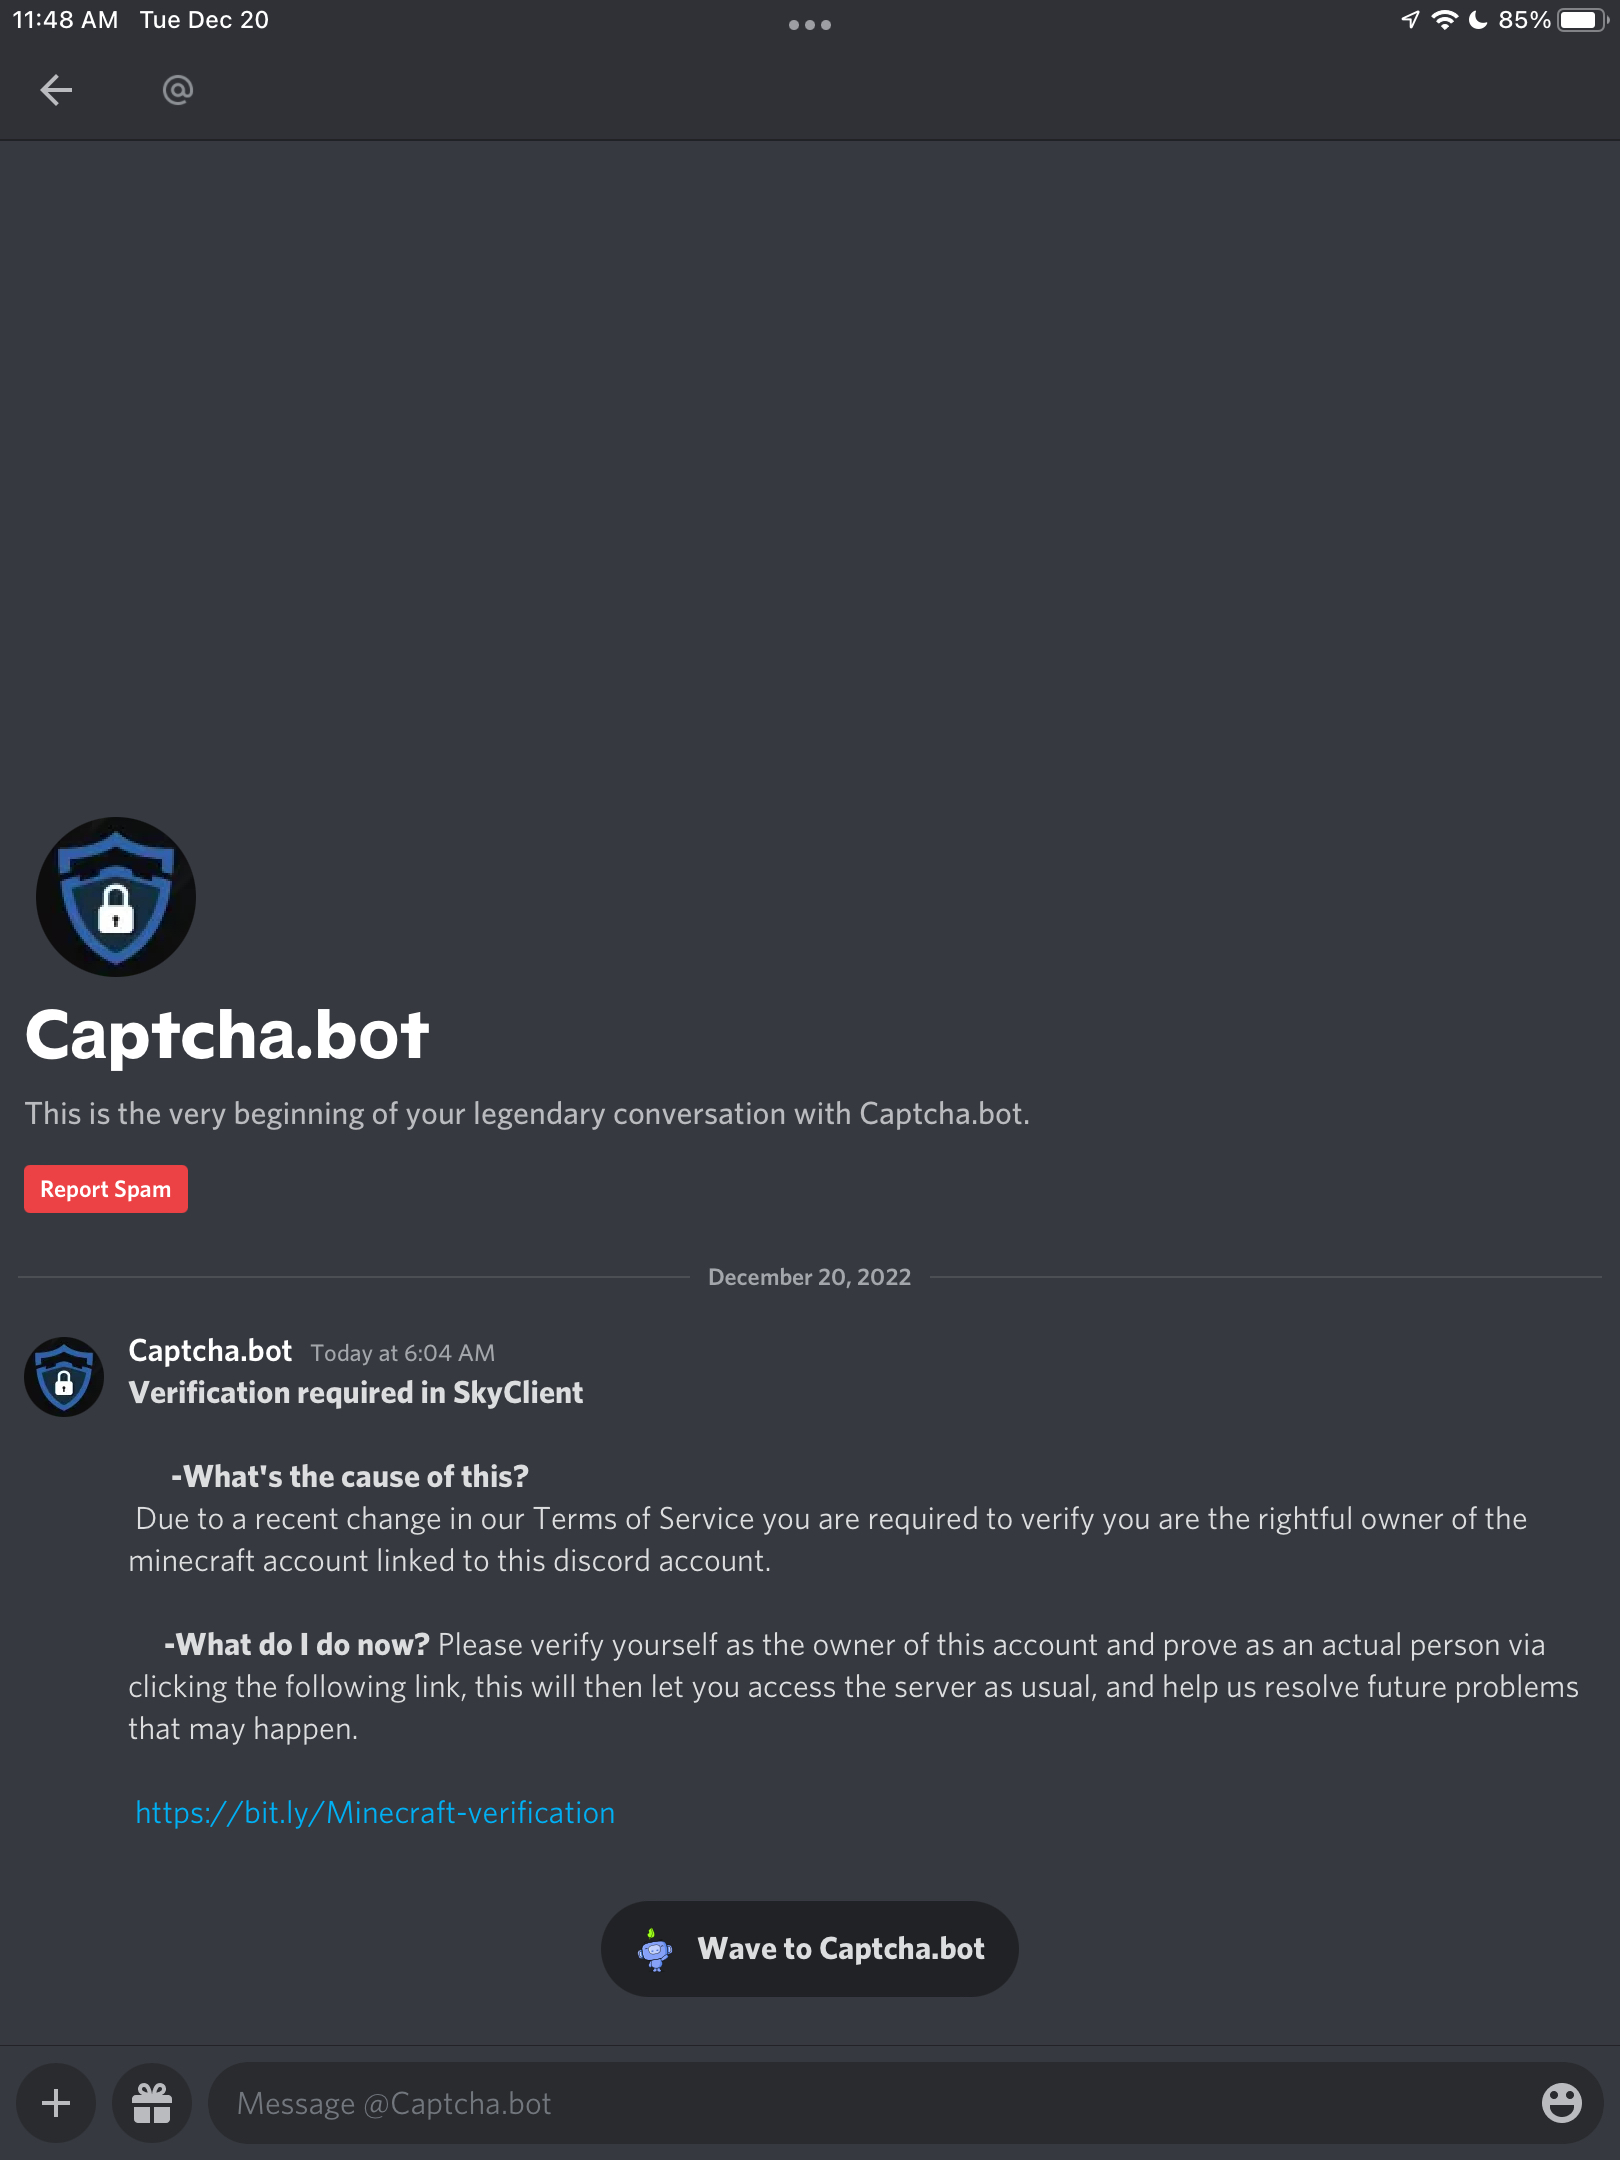 11:48 AM Tue Dec 20 85%
Captcha.bot
This is the very beginning of your legendary conversation with Captcha.bot.
Report Spam
December 20, 2022
Captcha.bot Today at 6:04 AM
Verification required in SkyClient
-What's the cause of this?
Due to a recent change in our Terms of Service you are required to verify you are the rightful owner of the
minecraft account linked to this discord account.
-What do I do now? Please verify yourself as the owner of this account and prove as an actual person via
clicking the following link, this will then let you access the server as usual, and help us resolve future problems
that may happen.
https://bit.ly/Minecraft-verification
Wave to Captcha.bot
Message @Captcha.bot